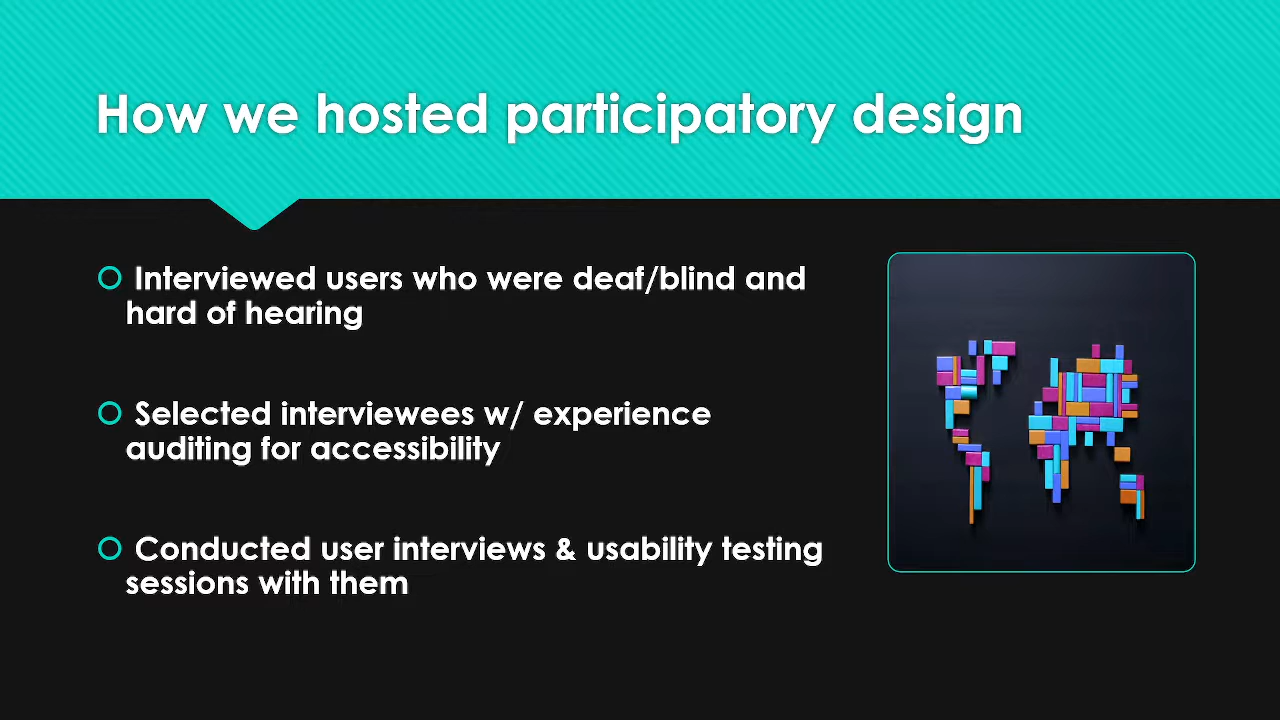 How we hosted participatory design
Interviewed users who were deaf/blind and
hard of hearing
Selected interviewees w/ experience
auditing for accessibility
Conducted user interviews & usability testing
sessions with them